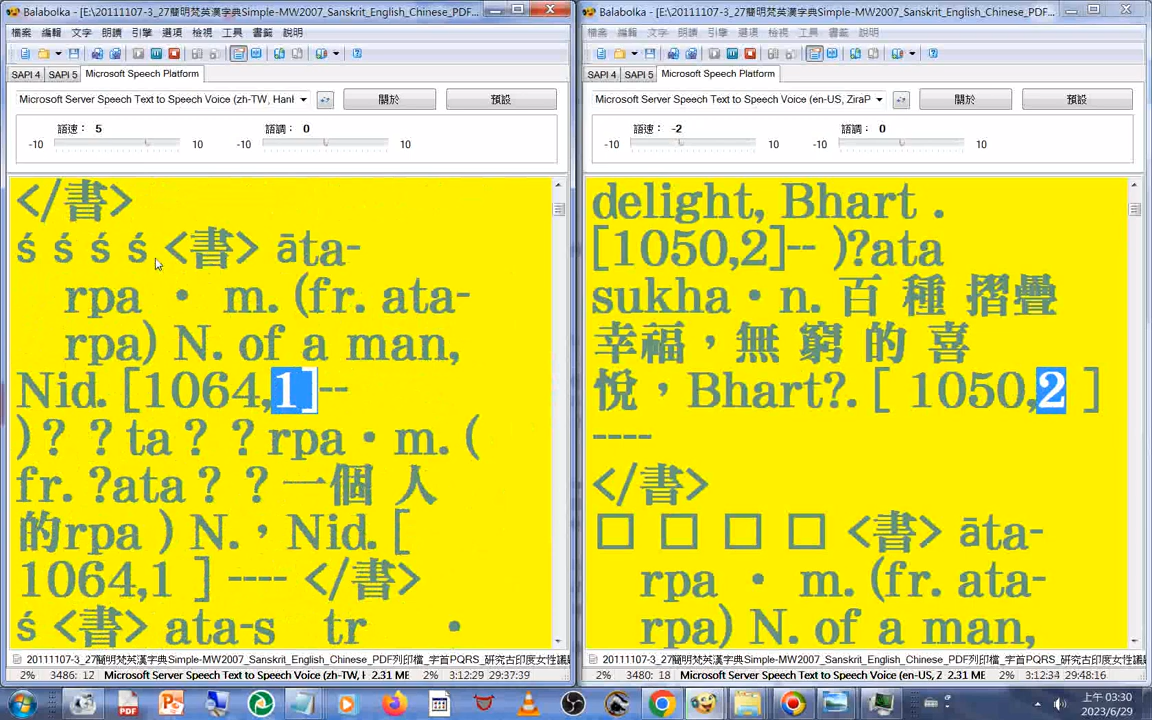 Balabolka - [E:\20111107-3_27簡明梵英漢字典Simple-MW2007_Sanskrit_English_Chinese_PDF...
檔案 編輯 文字 朗讀 引擎 選項 檢視 工具 書籤 說明
SAPI 4 SAPI 5 Microsoft Speech Platform
Microsoft Server Speech Text to Speech Voice (zh-TW, Hanl
關於
預設
語速： 5
語調： 0
-10 10 -10 10
</書>
ś ś ś ś <書> āta-
rpa • m. (fr. ata-
rpa) N. of a man,
Nid. [1064,1]--
)？？ta？？rpa • m. (
fr. ?ata？？一個 人
的rpa ) N.，Nid. [
1064,1 ] ---- </書>
ś <書> ata-s tr •
20111107-3_27簡明梵英漢字典Simple-MW2007_Sanskrit_English_Chinese_PDF列印檔_字首PQRS_研究古印度女性議
2% 3486: 12 Microsoft Server Speech Text to Speech Voice (zh-TW, H 2.31 ME 2% 3:12:29 29:37:39
Balabolka - [E:\20111107-3_27簡明梵英漢字典Simple-MW2007_Sanskrit_English_Chinese_PDF...
檔案 編輯 文字 朗讀 引擎 選項 檢視 工具 書籤 說明
SAPI 4 SAPI 5 Microsoft Speech Platform
Microsoft Server Speech Text to Speech Voice (en-US, ZiraP
關於
預設
語速： -2
語調： 0
-10 10 -10 10
delight, Bhart .
[1050,2]-- )?ata
sukha • n. 百 種 摺疊
幸福，無 窮 的 喜
悅，Bhart?. [ 1050,2 ]
----
</書>
□ □ □ □ <書> āta-
rpa • m. (fr. ata-
rpa) N. of a man,
20111107-3_27簡明梵英漢字典Simple-MW2007_Sanskrit_English_Chinese_PDF列印檔_字首PQRS_研究古印度女性議
2% 3480: 18 Microsoft Server Speech Text to Speech Voice (en-US, Z 2.31 ME 2% 3:12:34 29:48:16
PDF
上午 03:30
2023/6/29